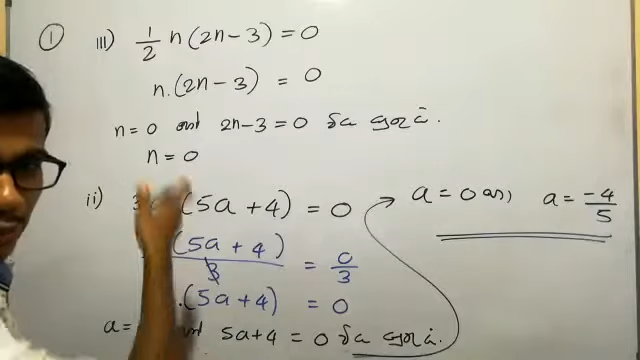 ① iii) 1/2 n(2n-3) = 0
n.(2n-3) = 0
n = 0 2n-3 = 0
n = 0
ii) 3 (5a+4) = 0
a = 0 a = -4/5
(5a+4)/3 = 0/3
.(5a+4) = 0
a = 5a+4 = 0